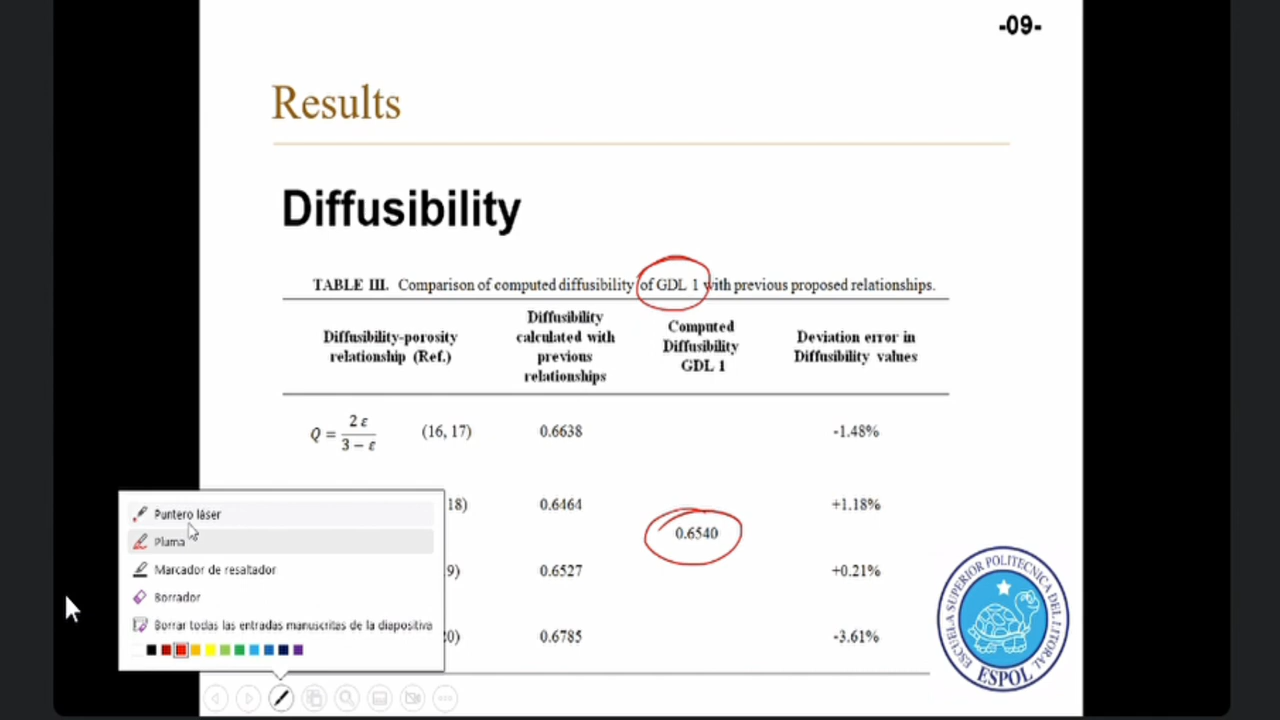 -09-
Results
Diffusibility
TABLE III. Comparison of computed diffusibility of GDL 1 with previous proposed relationships.
Diffusibility-porosity relationship (Ref.)
Diffusibility calculated with previous relationships
Computed Diffusibility GDL 1
Deviation error in Diffusibility values
Q = 2 ε / 3 − ε (16, 17) 0.6638 -1.48%
18) 0.6464 +1.18%
0.6540
9) 0.6527 +0.21%
0) 0.6785 -3.61%
Puntero láser
Pluma
Marcador de resaltador
Borrador
Borrar todas las entradas manuscritas de la diapositiva
ESCUELA SUPERIOR POLITECNICA DEL LITORAL
ESPOL